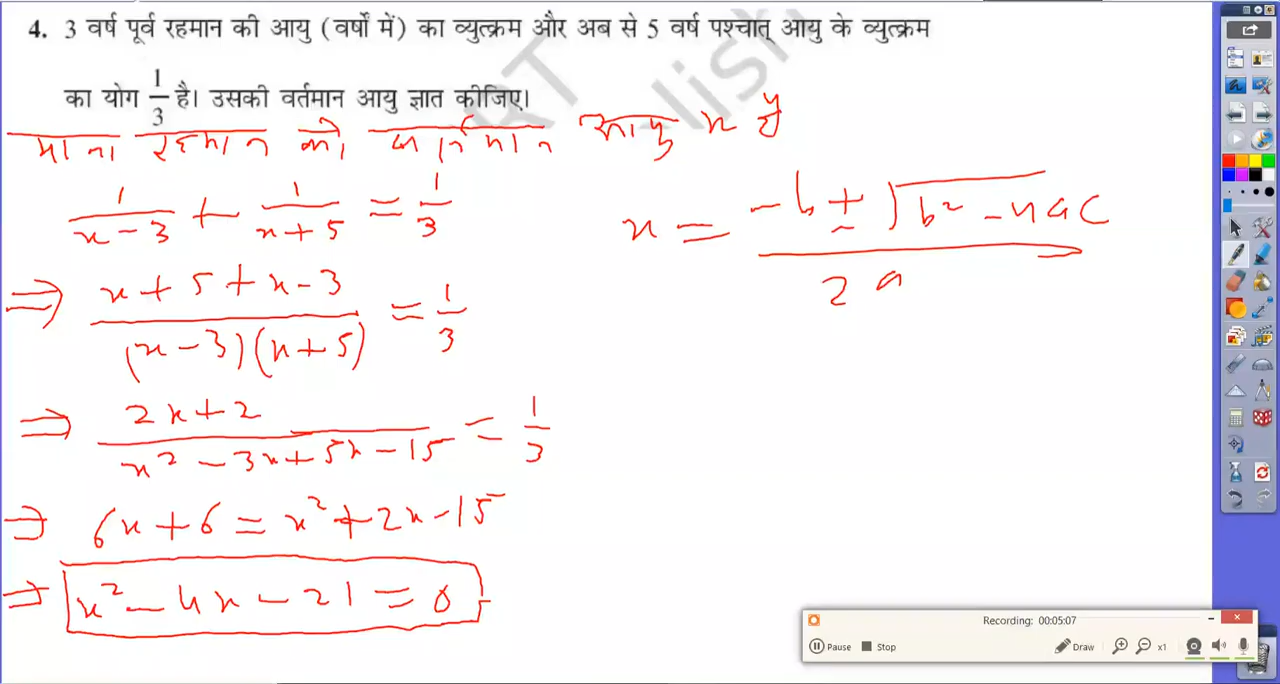 4. 3 वर्ष पूर्व रहमान की आयु (वर्षों में) का व्युत्क्रम और अब से 5 वर्ष पश्चात् आयु के व्युत्क्रम
का योग 1/3 है। उसकी वर्तमान आयु ज्ञात कीजिए।
माना रहमान की वर्तमान आयु x है
1/(x-3) + 1/(x+5) = 1/3
⇒ (x+5+x-3)/((x-3)(x+5)) = 1/3
⇒ (2x+2)/(x² - 3x + 5x - 15) = 1/3
⇒ 6x+6 = x²+2x-15
⇒ x² - 4x - 21 = 0
x = (-b ± √(b² - 4ac))/(2a)
Recording: 00:05:07
Pause Stop Draw x1